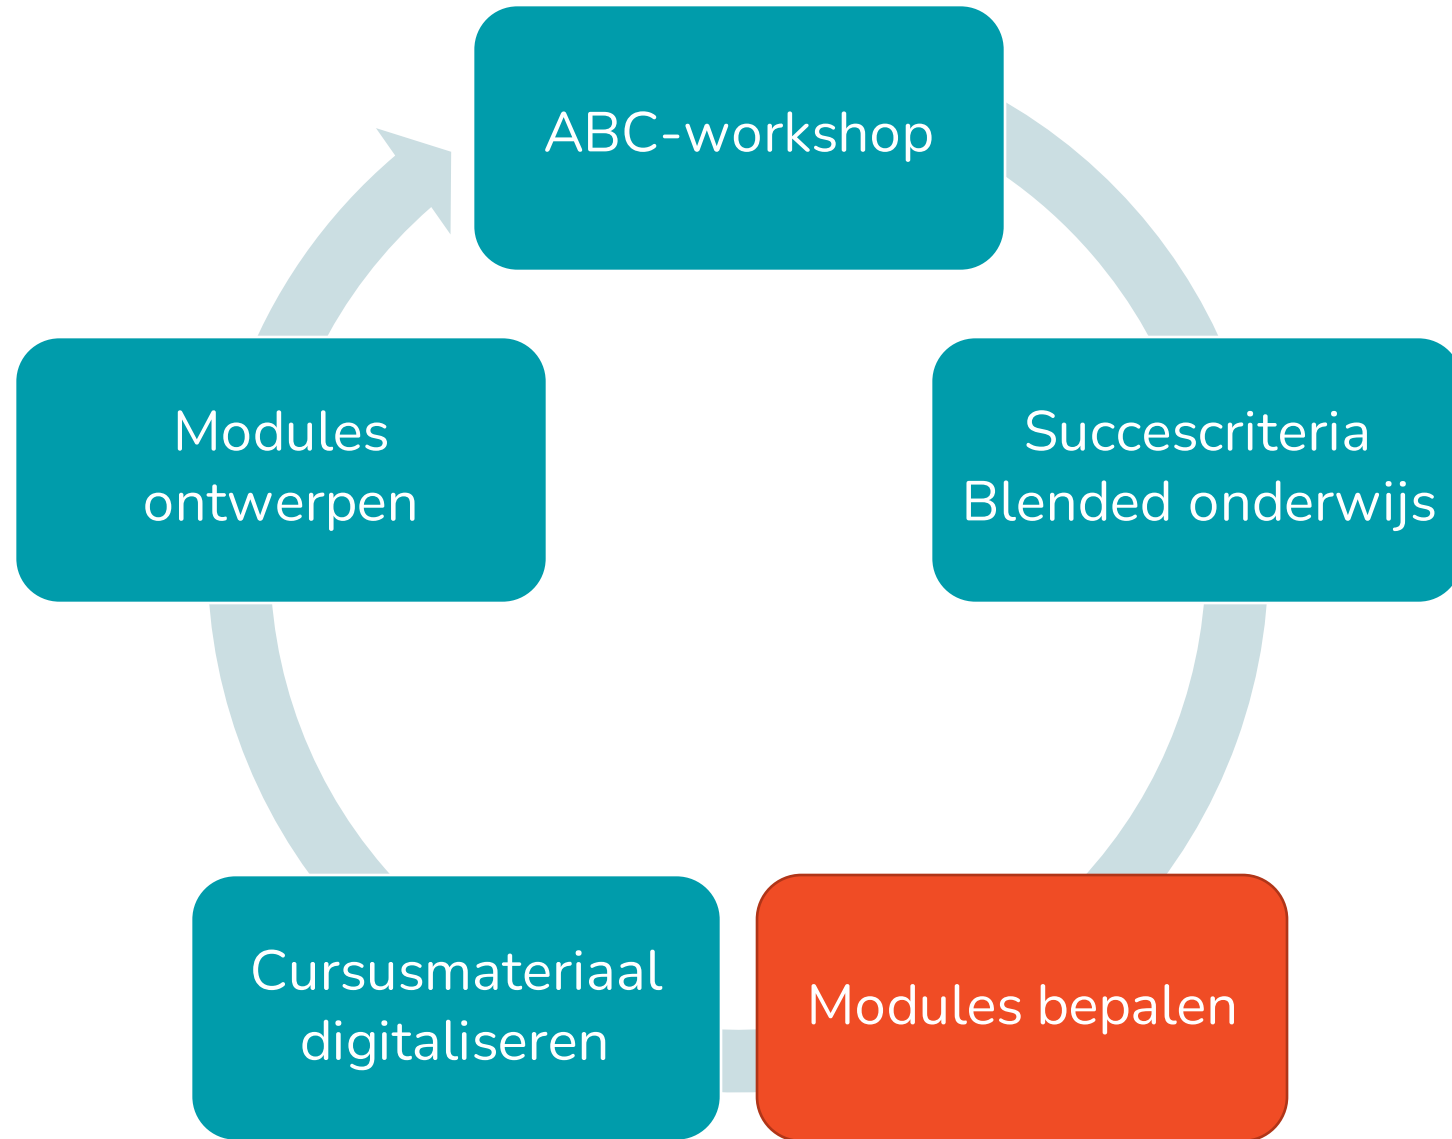 ABC-workshop
Succescriteria
Blended onderwijs
Modules bepalen
Cursusmateriaal
digitaliseren
Modules
ontwerpen